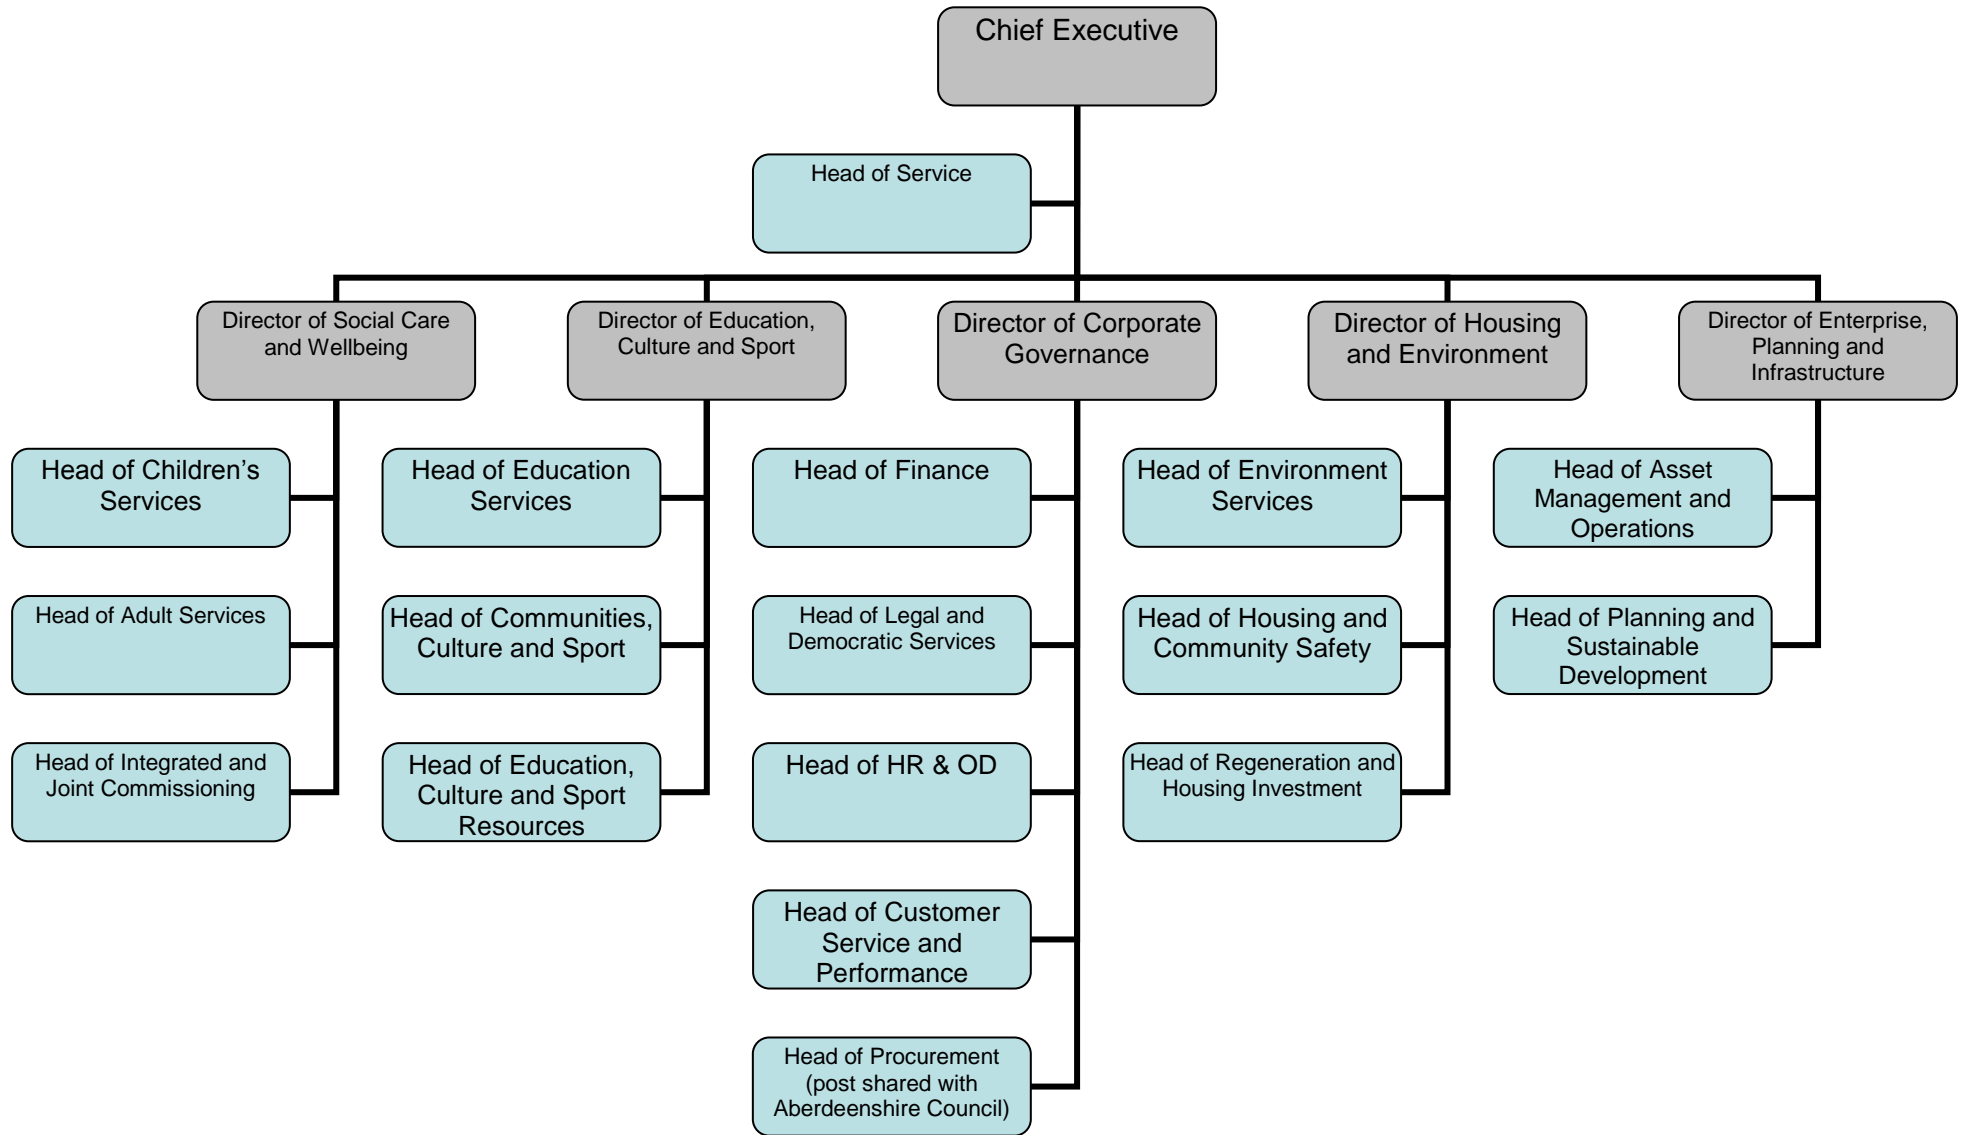 Chief Executive
Head of Service
Director of Social Care
and Wellbeing
Director of Education,
Culture and Sport
Director of Corporate
Governance
Director of Housing
and Environment
Director of Enterprise,
Planning and
Infrastructure
Head of Children’s
Services
Head of Education
Services
Head of Finance
Head of Environment
Services
Head of Asset
Management and
Operations
Head of Adult Services
Head of Communities,
Culture and Sport
Head of Legal and
Democratic Services
Head of Housing and
Community Safety
Head of Planning and
Sustainable
Development
Head of Integrated and
Joint Commissioning
Head of Education,
Culture and Sport
Resources
Head of HR & OD
Head of Regeneration and
Housing Investment
Head of Customer
Service and
Performance
Head of Procurement
(post shared with
Aberdeenshire Council)